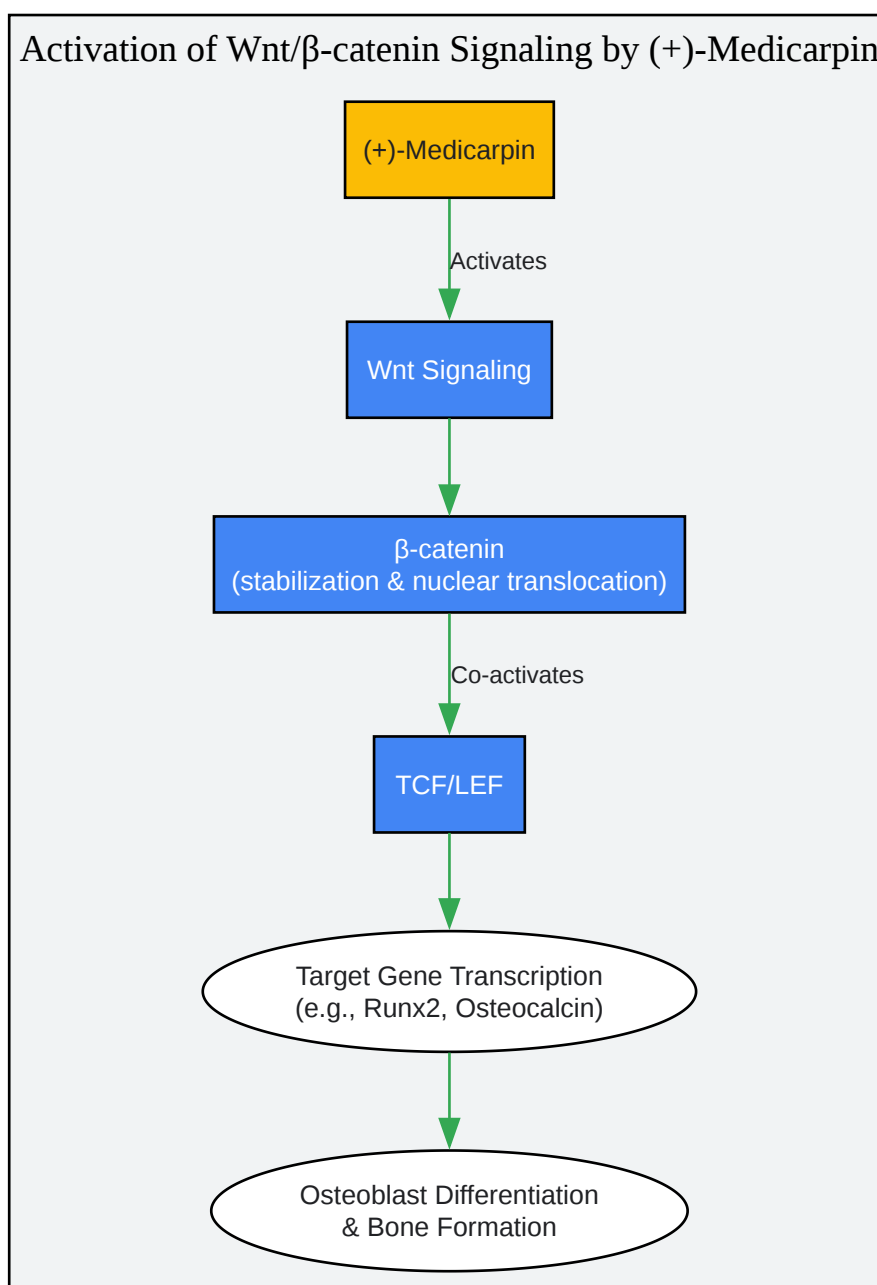 Activation of Wnt/β-catenin Signaling by (+)-Medicarpin
(+)-Medicarpin
Activates
Wnt Signaling
β-catenin
(stabilization & nuclear translocation)
Co-activates
TCF/LEF
Target Gene Transcription
(e.g., Runx2, Osteocalcin)
Osteoblast Differentiation
& Bone Formation